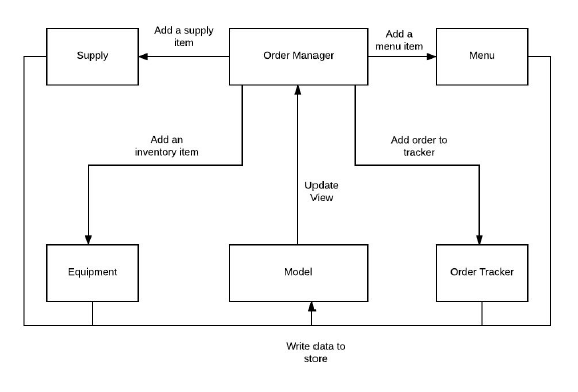 Add a supply
item
Add a
menu item
Supply
Order Manager
Menu
Add an
inventory item
Add order to
tracker
Update
View
Equipment
Model
Order Tracker
Write data to
store